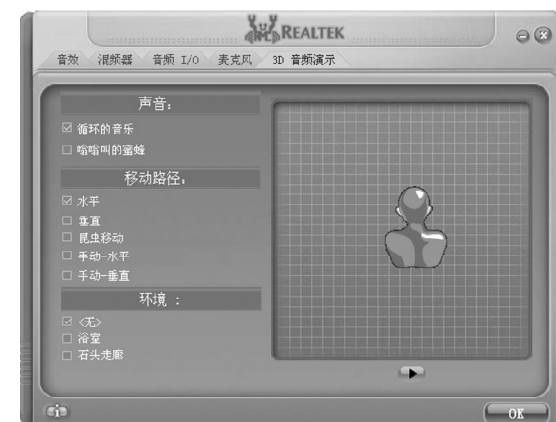 REALTEK
音效 混频器 音频 I/O 麦克风 3D 音频演示
声音:
循环的音乐
嗡嗡叫的蜜蜂
移动路径:
水平
垂直
昆虫移动
手动-水平
手动-垂直
环境 :
<无>
浴室
石头走廊
i
OK